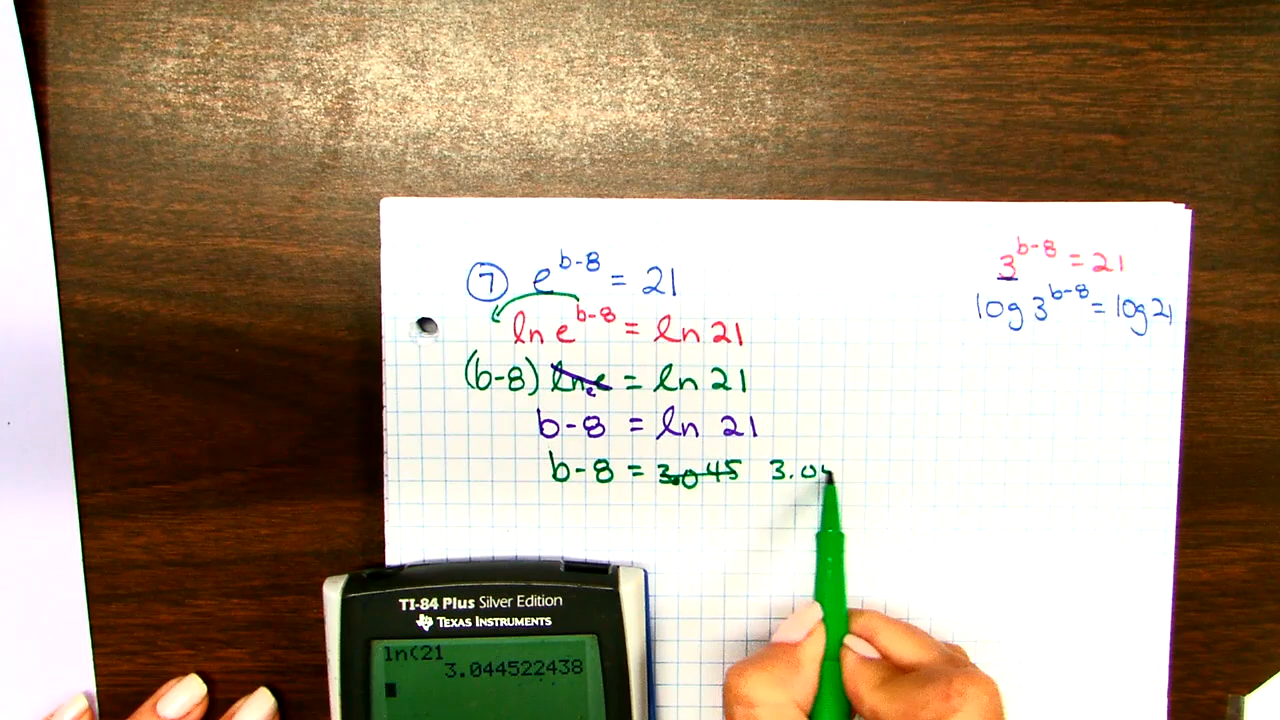 ⑦ e^(b-8) = 21
ln e^(b-8) = ln 21
(b-8) ln e = ln 21
b-8 = ln 21
b-8 = 3.045 3.04
3^(b-8) = 21
log 3^(b-8) = log 21
TI-84 Plus Silver Edition
TEXAS INSTRUMENTS
ln(21
3.044522438